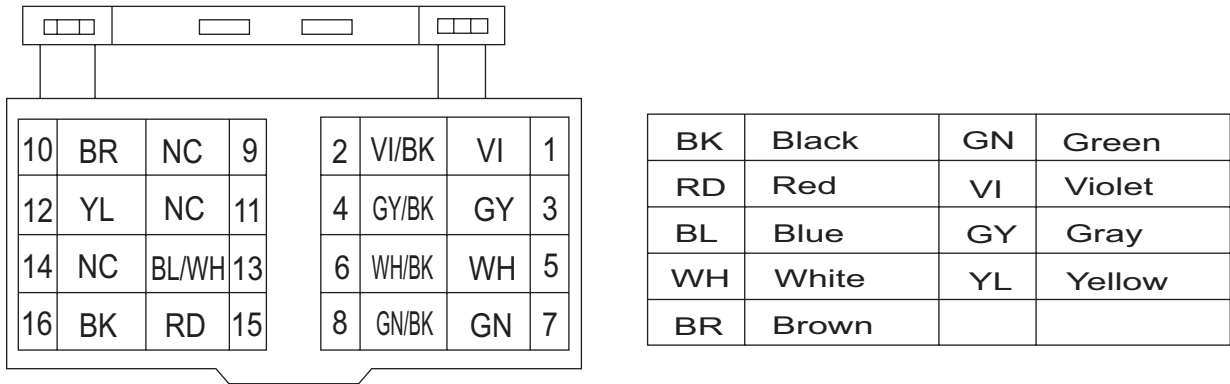 10 BR NC 9 2 VI/BK VI 1
12 YL NC 11 4 GY/BK GY 3
14 NC BL/WH 13 6 WH/BK WH 5
16 BK RD 15 8 GN/BK GN 7
BK Black GN Green
RD Red VI Violet
BL Blue GY Gray
WH White YL Yellow
BR Brown